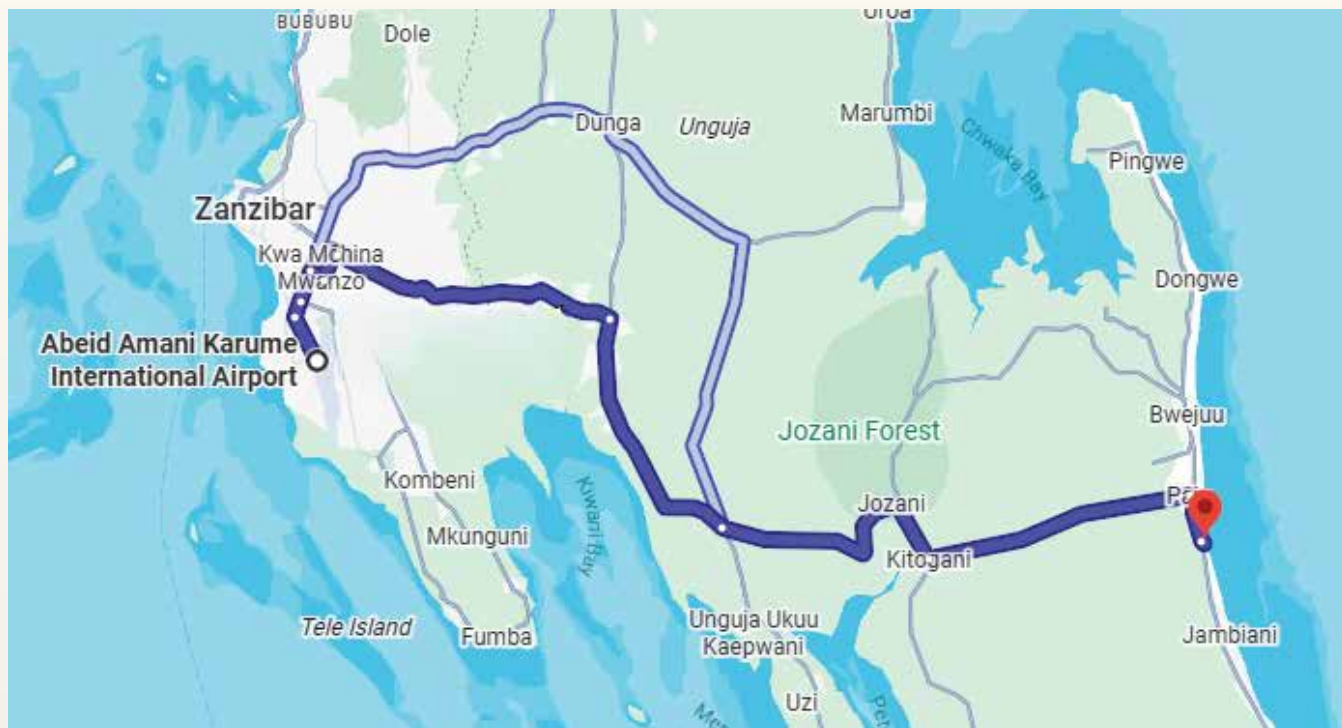 BUBUBU
Dole
Uroa
Marumbi
Dunga
Unguja
Chwaka Bay
Pingwe
Zanzibar
Kwa Mchina
Mwanzo
Dongwe
Abeid Amani Karume
International Airport
Jozani Forest
Bwejuu
Kombeni
Kiwani Bay
Jozani
Mkunguni
Kitogani
Unguja Ukuu
Kaepwani
Tele Island
Fumba
Jambiani
Uzi